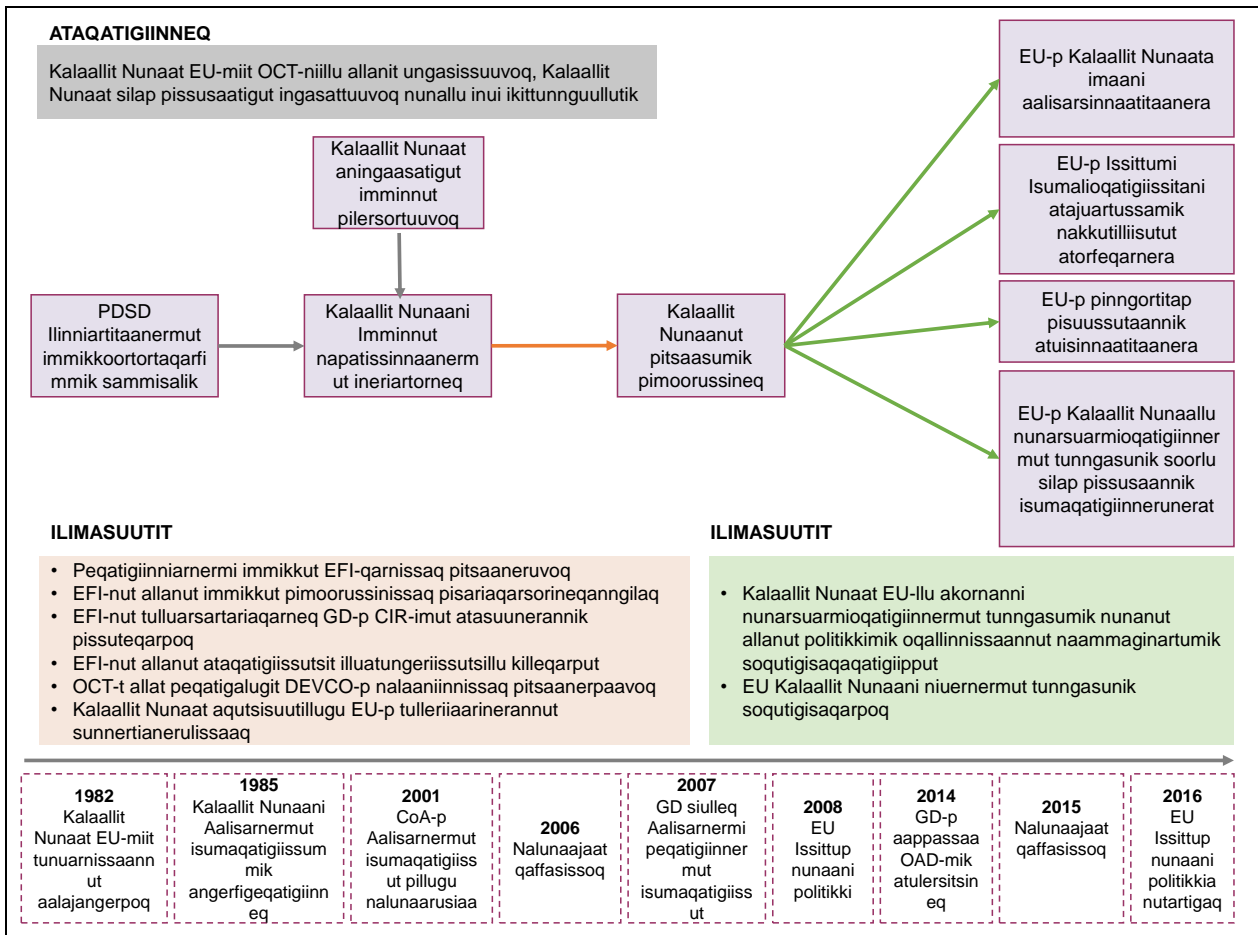 ATAQATIGIINNEQ
Kalaallit Nunaat EU-miit OCT-niillu allanit ungasissuuvoq, Kalaallit
Nunaat silap pissusaatigut ingasattuuvoq nunallu inui ikittunnguullutik
Kalaallit Nunaat
aningaasatigut
imminnut
pilersortuuvoq
PDSD
Ilinniartitaanermut
immikkoortortaqarfi
mmik sammisalik
Kalaallit Nunaani
Imminnut
napatissinnaanerm
ut ineriartorneq
Kalaallit
Nunaanut
pitsaasumik
pimoorussineq
EU-p Kalaallit Nunaata
imaani
aalisarsinnaatitaanera
EU-p Issittumi
Isumalioqatigiissitani
atajuartussamik
nakkutilliisutut
atorfeqarnera
EU-p pinngortitap
pisuussutaannik
atuisinnaatitaanera
EU-p Kalaallit Nunaallu
nunarsuarmioqatigiinner
mut tunngasunik soorlu
silap pissusaannik
isumaqatigiinnerunerat
ILIMASUUTIT
• Peqatigiinniarnermi immikkut EFI-qarnissaq pitsaaneruvoq
• EFI-nut allanut immikkut pimoorussinissaq pisariaqarsorineqanngilaq
• EFI-nut tulluarsartariaqarneq GD-p CIR-imut atasuunerannik
pissuteqarpoq
• EFI-nut allanut ataqatigiissutsit illuatungeriissutsillu killeqarput
• OCT-t allat peqatigalugit DEVCO-p nalaaniinnissaq pitsaanerpaavoq
• Kalaallit Nunaat aqutsisuutillugu EU-p tulleriiaarinerannut
sunnertianerulissaaq
ILIMASUUTIT
• Kalaallit Nunaat EU-llu akornanni
nunarsuarmioqatigiinnermut tunngasumik nunanut
allanut politikkimik oqallinnissaannut naammaginartumik
soqutigisaqaqatigiipput
• EU Kalaallit Nunaani niuernermut tunngasunik
soqutigisaqarpoq
1982
Kalaallit
Nunaat EU-miit
tunuarnissaann
ut
aalajangerpoq
1985
Kalaallit Nunaani
Aalisarnermut
isumaqatigiissum
mik
angerfigeqatigiinn
eq
2001
CoA-p
Aalisarnermut
isumaqatigiiss
ut pillugu
nalunaarusiaa
2006
Nalunaajaat
qaffasissoq
2007
GD siulleq
Aalisarnermi
peqatigiinner
mut
isumaqatigiiss
ut
2008
EU
Issittup
nunaani
politikki
2014
GD-p
aappassaa
OAD-mik
atulersitsin
eq
2015
Nalunaajaat
qaffasissoq
2016
EU
Issittup
nunaani
politikkia
nutartigaq